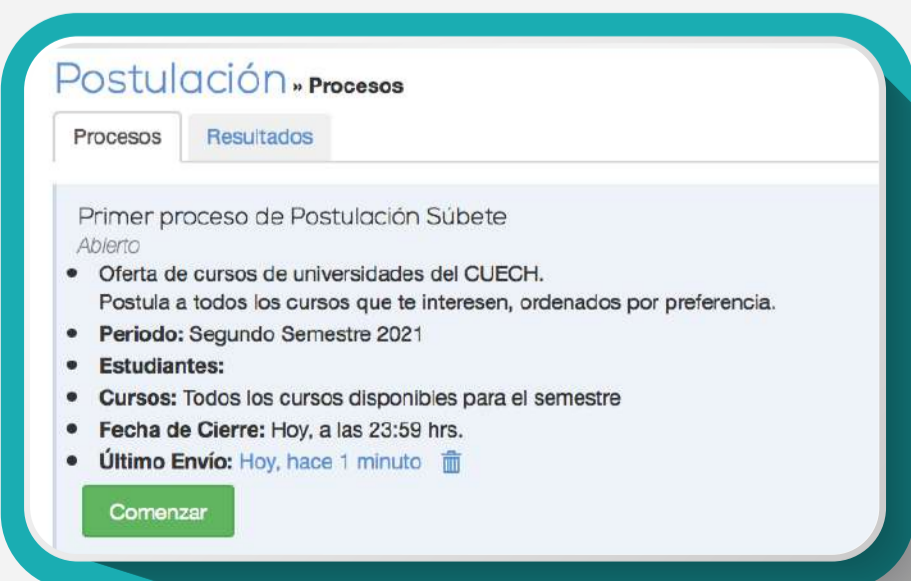 Postulación » Procesos
Procesos Resultados
Primer proceso de Postulación Súbete
Abierto
• Oferta de cursos de universidades del CUECH.
Postula a todos los cursos que te interesen, ordenados por preferencia.
• Periodo: Segundo Semestre 2021
• Estudiantes:
• Cursos: Todos los cursos disponibles para el semestre
• Fecha de Cierre: Hoy, a las 23:59 hrs.
• Último Envío: Hoy, hace 1 minuto
Comenzar